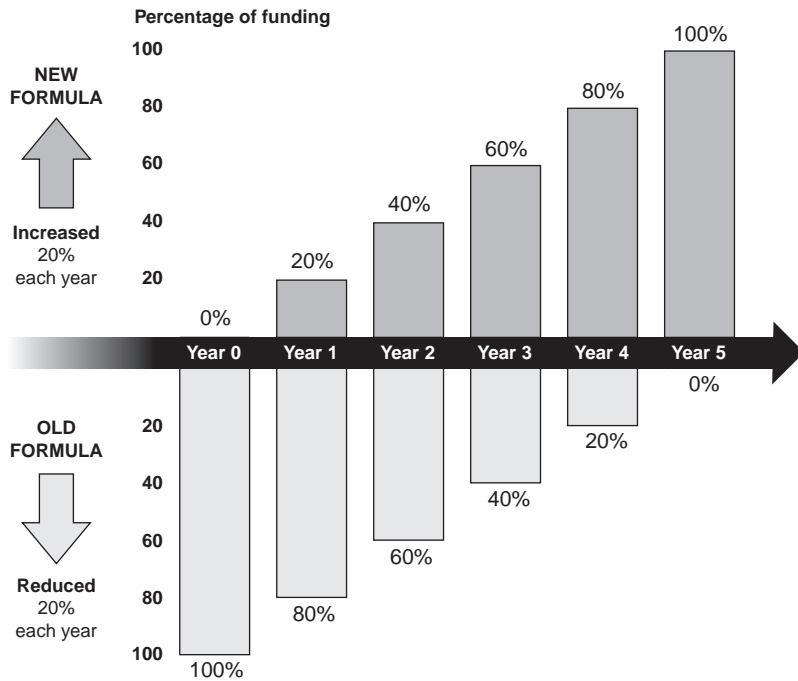 Percentage of funding
100
80
60
40
20
NEW
FORMULA
Increased
20%
each year
0%
20%
40%
60%
80%
100%
Year 0
Year 1
Year 2
Year 3
Year 4
Year 5
OLD
FORMULA
Reduced
20%
each year
20
40
60
80
100
100%
80%
60%
40%
20%
0%